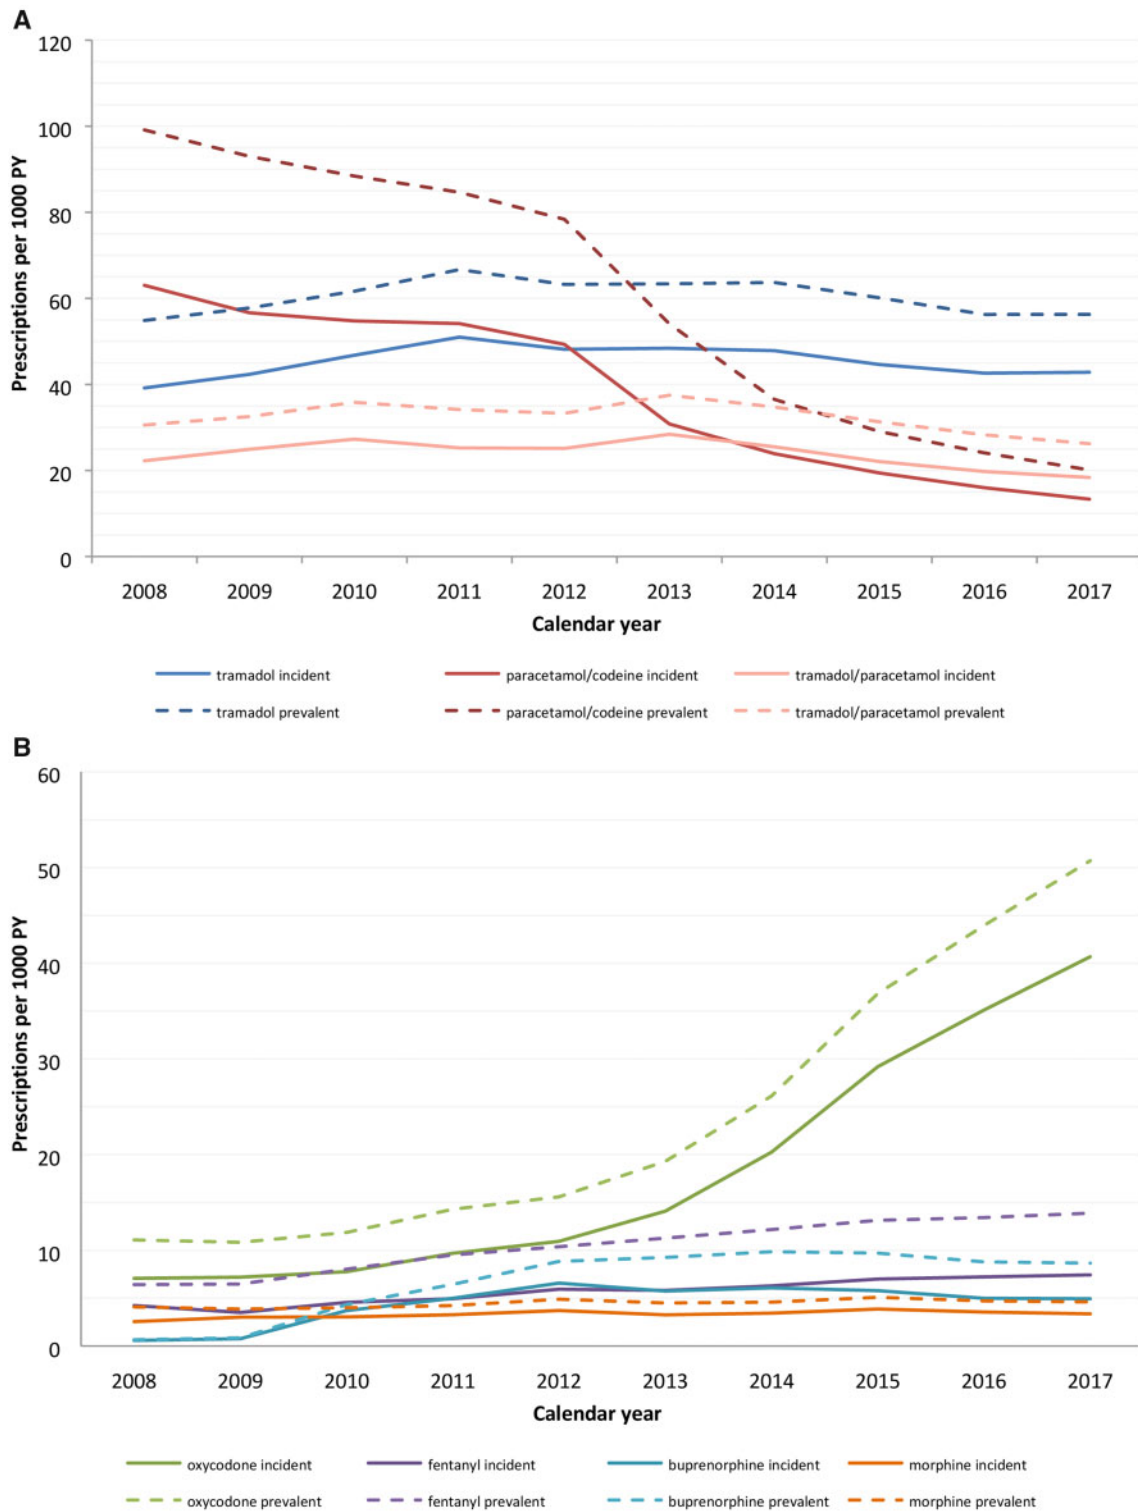 A
120
100
80
60
40
20
0
Prescriptions per 1000 PY
2008 2009 2010 2011 2012 2013 2014 2015 2016 2017
Calendar year
tramadol incident paracetamol/codeine incident tramadol/paracetamol incident
tramadol prevalent paracetamol/codeine prevalent tramadol/paracetamol prevalent
B
60
50
40
30
20
10
0
Prescriptions per 1000 PY
2008 2009 2010 2011 2012 2013 2014 2015 2016 2017
Calendar year
oxycodone incident fentanyl incident buprenorphine incident morphine incident
oxycodone prevalent fentanyl prevalent buprenorphine prevalent morphine prevalent